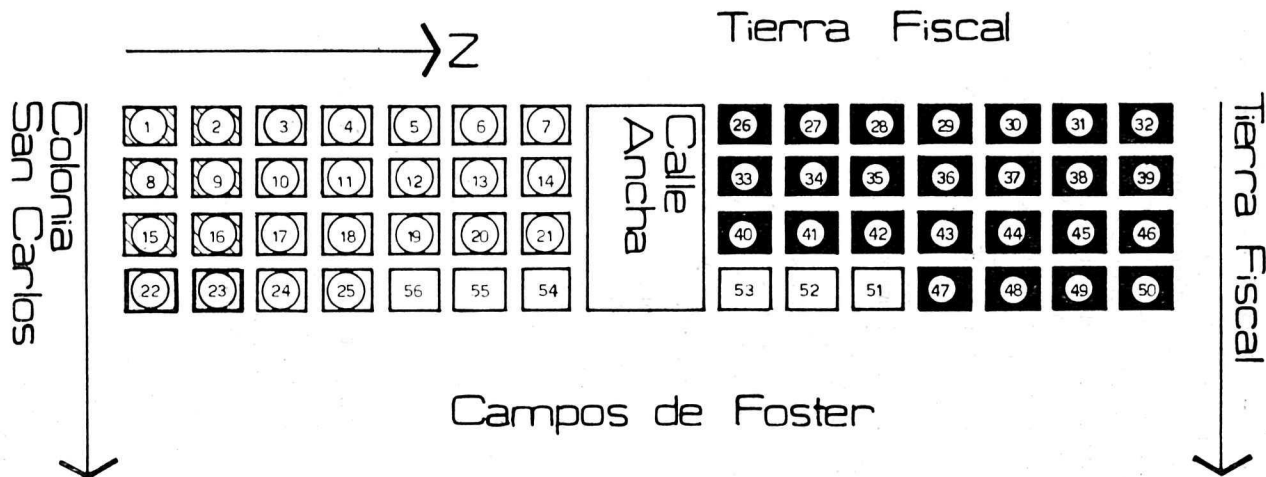 Tierra Fiscal
Z
Colonia
San Carlos
1 2 3 4 5 6 7
8 9 10 11 12 13 14
15 16 17 18 19 20 21
22 23 24 25 56 55 54
Calle
Ancha
26 27 28 29 30 31 32
33 34 35 36 37 38 39
40 41 42 43 44 45 46
53 52 51 47 48 49 50
Tierra Fiscal
Campos de Foster